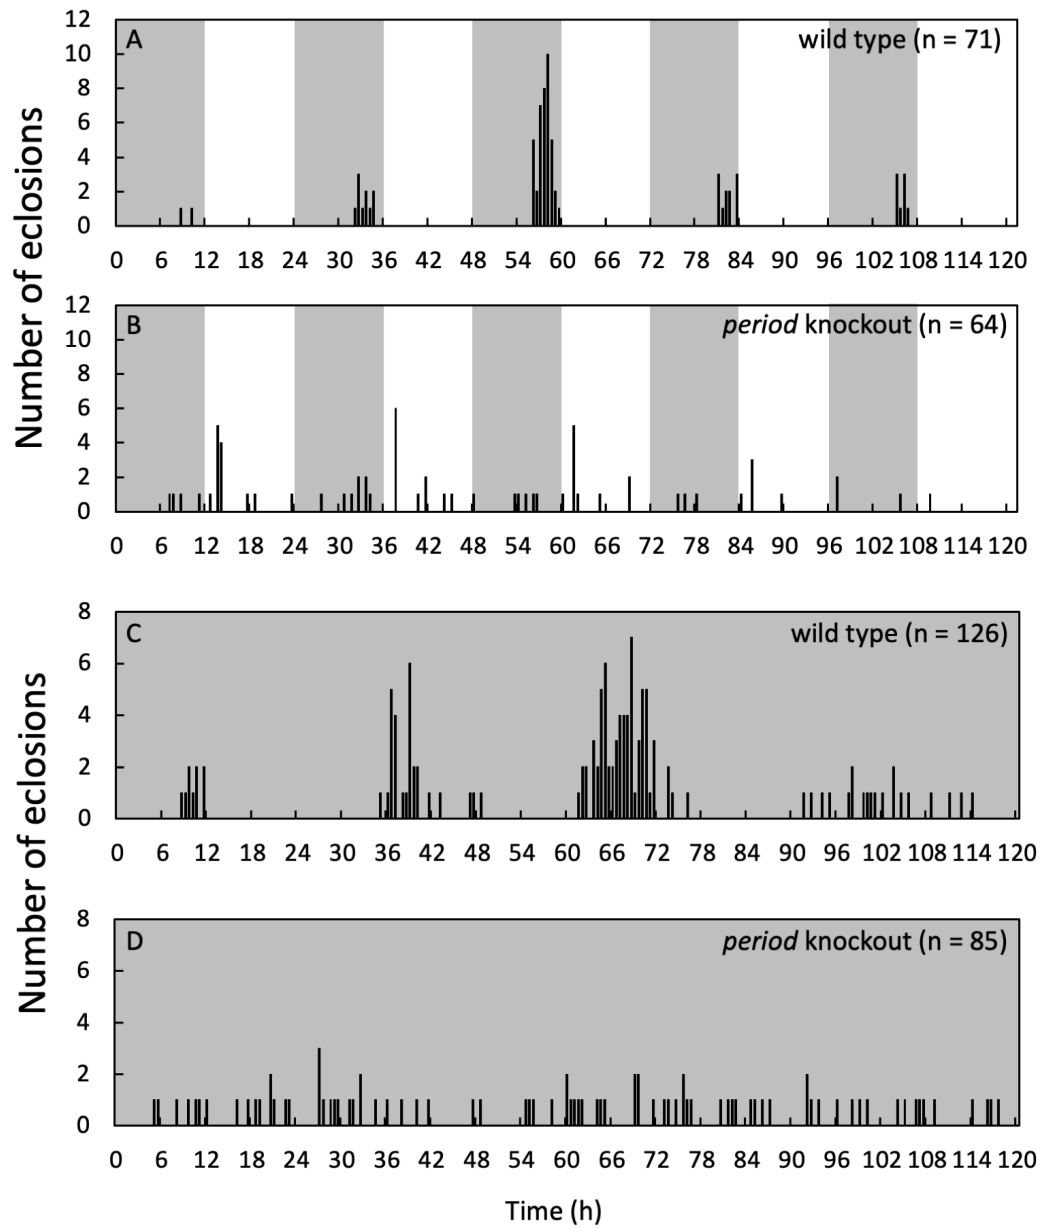 Number of eclosions
12
A
wild type (n = 71)
10
8
6
4
2
0
0 6 12 18 24 30 36 42 48 54 60 66 72 78 84 90 96 102 108 114 120
12
B
period knockout (n = 64)
10
8
6
4
2
0
0 6 12 18 24 30 36 42 48 54 60 66 72 78 84 90 96 102 108 114 120
Number of eclosions
8
C
wild type (n = 126)
6
4
2
0
0 6 12 18 24 30 36 42 48 54 60 66 72 78 84 90 96 102 108 114 120
8
D
period knockout (n = 85)
6
4
2
0
0 6 12 18 24 30 36 42 48 54 60 66 72 78 84 90 96 102 108 114 120
Time (h)